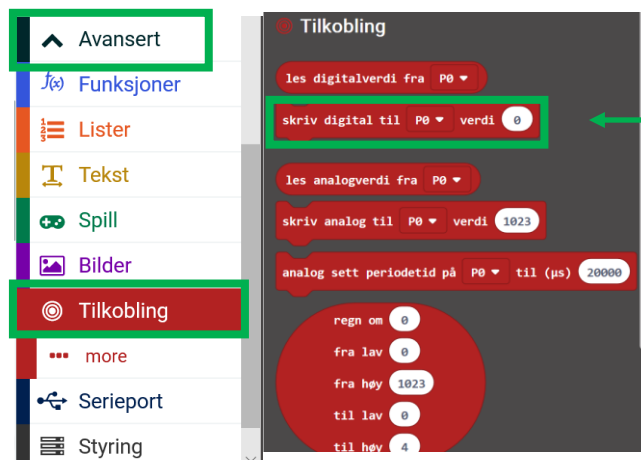 Avansert
f(x) Funksjoner
Lister
Tekst
Spill
Bilder
Tilkobling
more
Serieport
Styring
Tilkobling
les digitalverdi fra P0
skriv digital til P0 verdi 0
les analogverdi fra P0
skriv analog til P0 verdi 1023
analog sett periodetid på P0 til (µs) 20000
regn om 0
fra lav 0
fra høy 1023
til lav 0
til høy 4